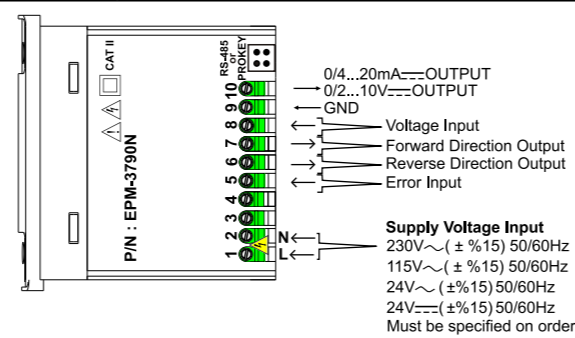 CAT II
P/N : EPM-3790N
RS-485
or
PROKEY
10
9
8
7
6
5
4
3
2
1
0/4...20mA⎓OUTPUT
0/2...10V⎓OUTPUT
GND
Voltage Input
Forward Direction Output
Reverse Direction Output
Error Input
N
L
Supply Voltage Input
230V～( ± %15) 50/60Hz
115V～( ± %15) 50/60Hz
24V～ (±%15) 50/60Hz
24V⎓(±%15) 50/60Hz
Must be specified on order